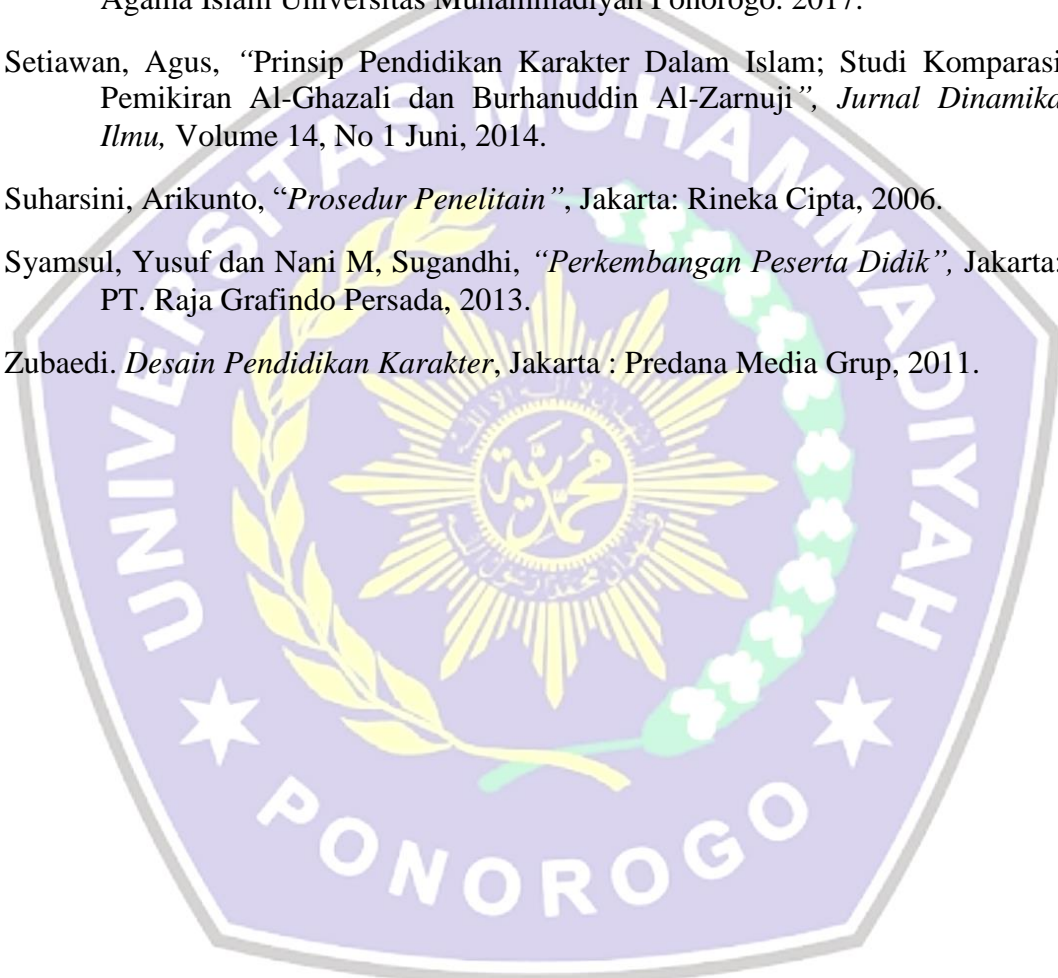 Agama Islam Universitas Muhammadiyah Ponorogo. 2017.
Setiawan, Agus, “Prinsip Pendidikan Karakter Dalam Islam; Studi Komparasi
Pemikiran Al-Ghazali dan Burhanuddin Al-Zarnuji”, Jurnal Dinamika
Ilmu, Volume 14, No 1 Juni, 2014.
Suharsini, Arikunto, “Prosedur Penelitain”, Jakarta: Rineka Cipta, 2006.
Syamsul, Yusuf dan Nani M, Sugandhi, “Perkembangan Peserta Didik”, Jakarta:
PT. Raja Grafindo Persada, 2013.
Zubaedi. Desain Pendidikan Karakter, Jakarta : Predana Media Grup, 2011.
UNIVERSITAS MUHAMMADIYAH
PONOROGO
محمدية